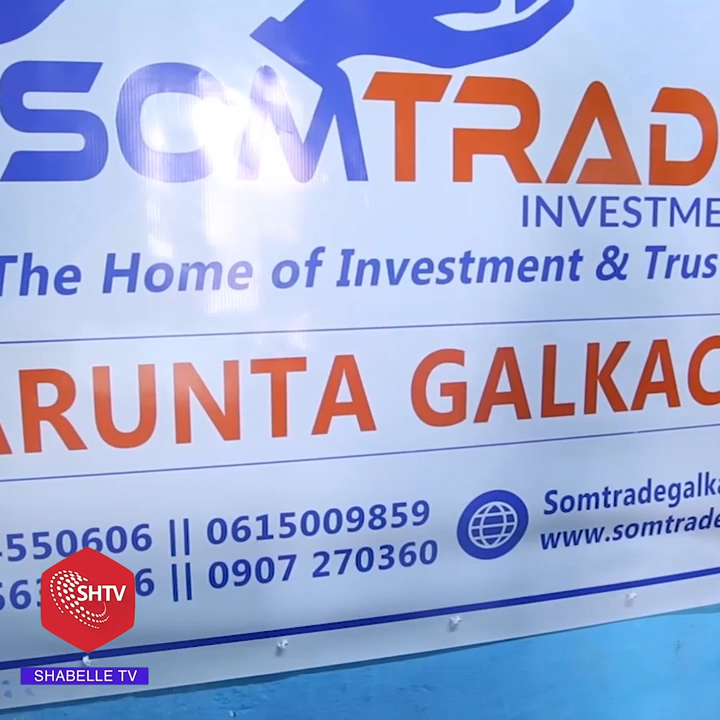 SOMTRAD
INVESTME
The Home of Investment & Trus
ARUNTA GALKAC
550606 || 0615009859
6 || 0907 270360
Somtradegalka
www.somtrade
SHTV
SHABELLE TV